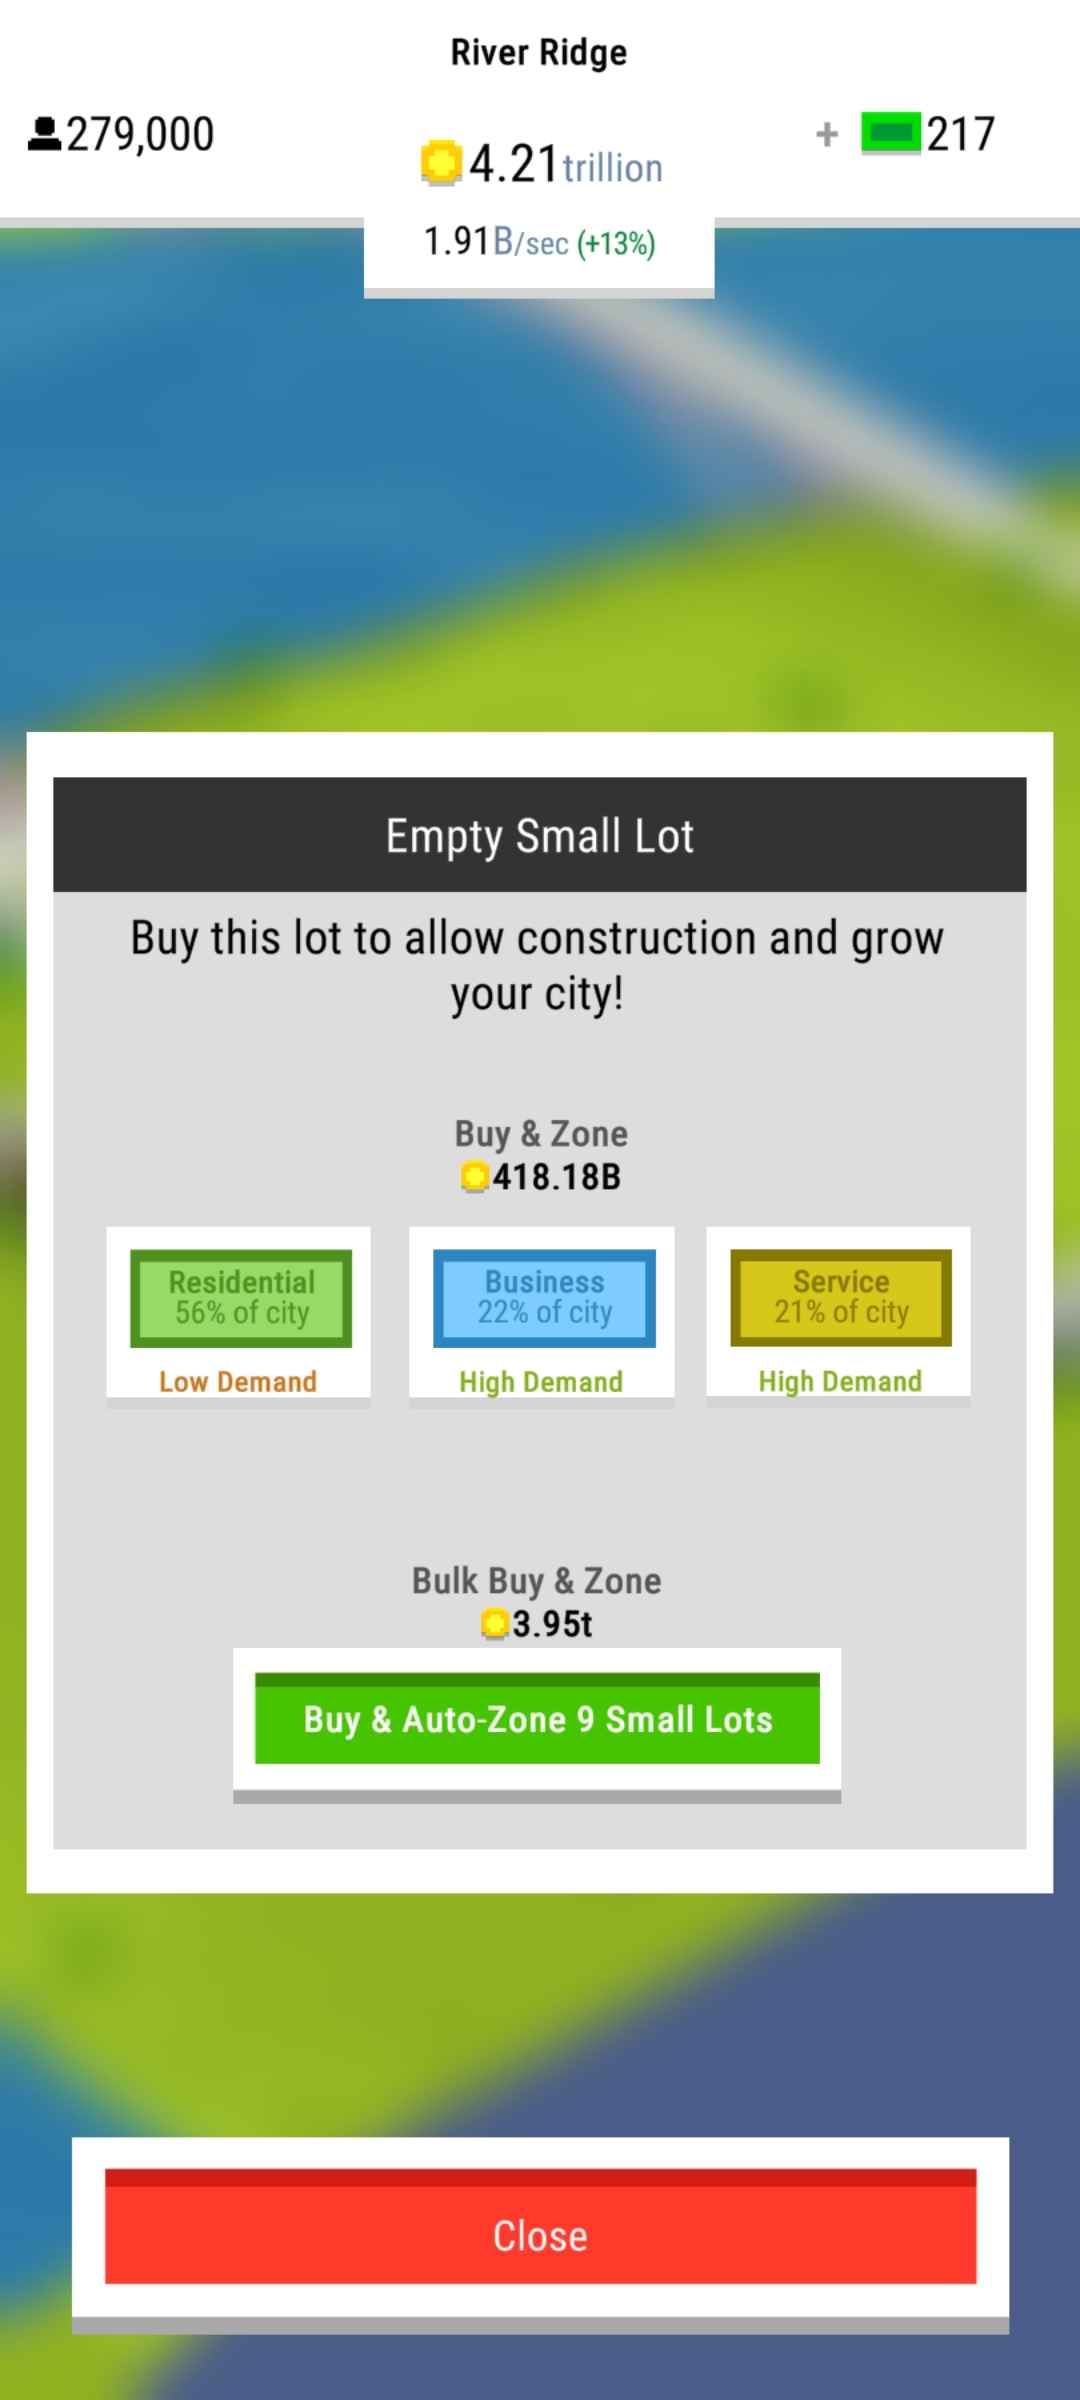 River Ridge
279,000
4.21 trillion
+ 217
1.91B/sec (+13%)
Empty Small Lot
Buy this lot to allow construction and grow
your city!
Buy & Zone
418.18B
Residential
56% of city
Low Demand
Business
22% of city
High Demand
Service
21% of city
High Demand
Bulk Buy & Zone
3.95t
Buy & Auto-Zone 9 Small Lots
Close